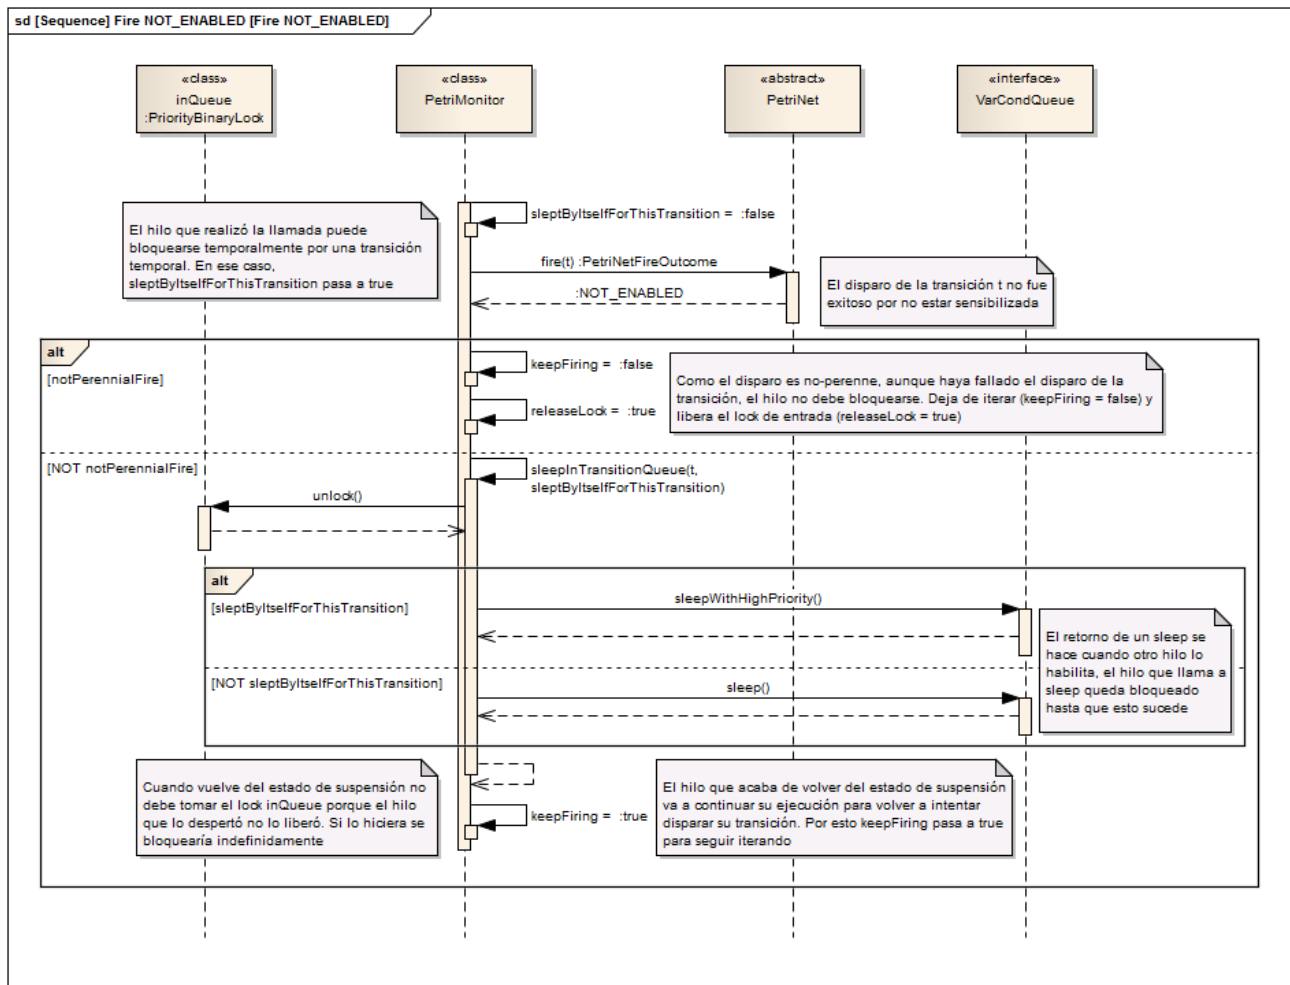 sd [Sequence] Fire NOT_ENABLED [Fire NOT_ENABLED]
«class»
inQueue
:PriorityBinaryLock
«class»
PetriMonitor
«abstract»
PetriNet
«interface»
VarCondQueue
El hilo que realizó la llamada puede
bloquearse temporalmente por una transición
temporal. En ese caso,
sleptByItselfForThisTransition pasa a true
sleptByItselfForThisTransition = :false
fire(t) :PetriNetFireOutcome
:NOT_ENABLED
El disparo de la transición t no fue
exitoso por no estar sensibilizada
alt
[notPerennialFire]
keepFiring = :false
releaseLock = :true
Como el disparo es no-perenne, aunque haya fallado el disparo de la
transición, el hilo no debe bloquearse. Deja de iterar (keepFiring = false) y
libera el lock de entrada (releaseLock = true)
[NOT notPerennialFire]
sleepInTransitionQueue(t,
sleptByItselfForThisTransition)
unlock()
alt
[sleptByItselfForThisTransition]
sleepWithHighPriority()
El retorno de un sleep se
hace cuando otro hilo lo
habilita, el hilo que llama a
sleep queda bloqueado
hasta que esto sucede
[NOT sleptByItselfForThisTransition]
sleep()
Cuando vuelve del estado de suspensión no
debe tomar el lock inQueue porque el hilo
que lo despertó no lo liberó. Si lo hiciera se
bloquearía indefinidamente
keepFiring = :true
El hilo que acaba de volver del estado de suspensión
va a continuar su ejecución para volver a intentar
disparar su transición. Por esto keepFiring pasa a true
para seguir iterando